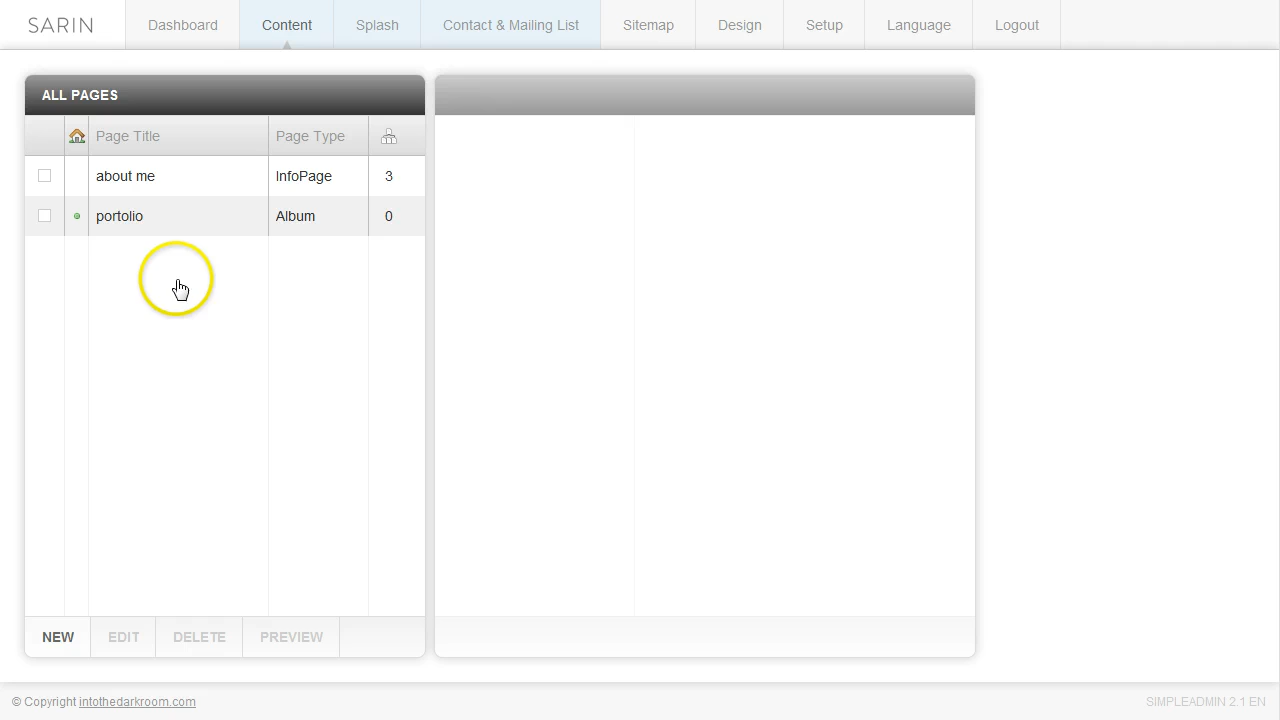 SARIN Dashboard Content Splash Contact & Mailing List Sitemap Design Setup Language Logout
ALL PAGES
Page Title Page Type
about me InfoPage 3
portolio Album 0
NEW EDIT DELETE PREVIEW
© Copyright intothedarkroom.com SIMPLEADMIN 2.1 EN